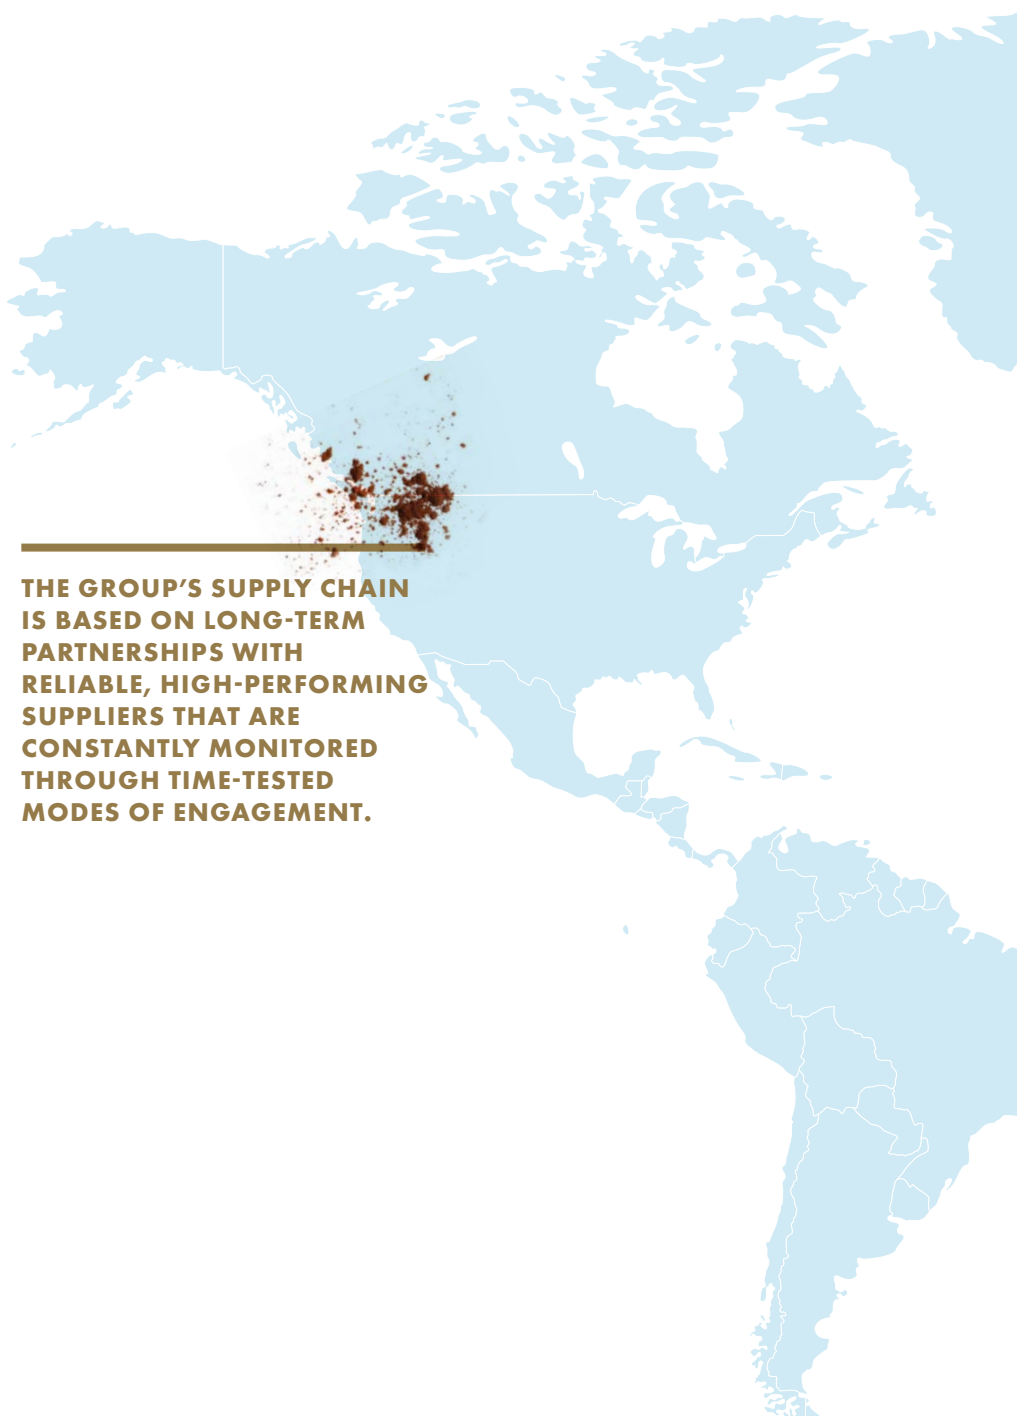 THE GROUP’S SUPPLY CHAIN
IS BASED ON LONG-TERM
PARTNERSHIPS WITH
RELIABLE, HIGH-PERFORMING
SUPPLIERS THAT ARE
CONSTANTLY MONITORED
THROUGH TIME-TESTED
MODES OF ENGAGEMENT.